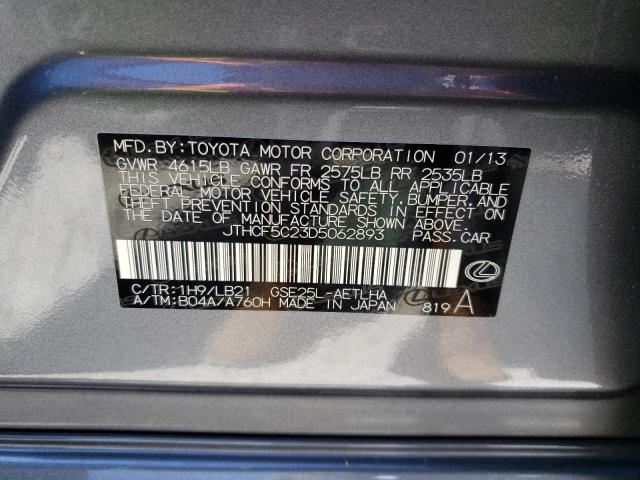 MFD.BY:TOYOTA MOTOR CORPORATION 01/13
GVWR 4615LB GAWR FR 2575LB RR 2535LB
THIS VEHICLE CONFORMS TO ALL APPLICABLE
FEDERAL MOTOR VEHICLE SAFETY,BUMPER,AND
THEFT PREVENTION STANDARDS IN EFFECT ON
THE DATE OF MANUFACTURE SHOWN ABOVE.
JTHCF5C23D5062893 PASS.CAR
C/TR:1H9/LB21 GSE25L-AETLHA
A/TM:B04A/A760H MADE IN JAPAN 819A